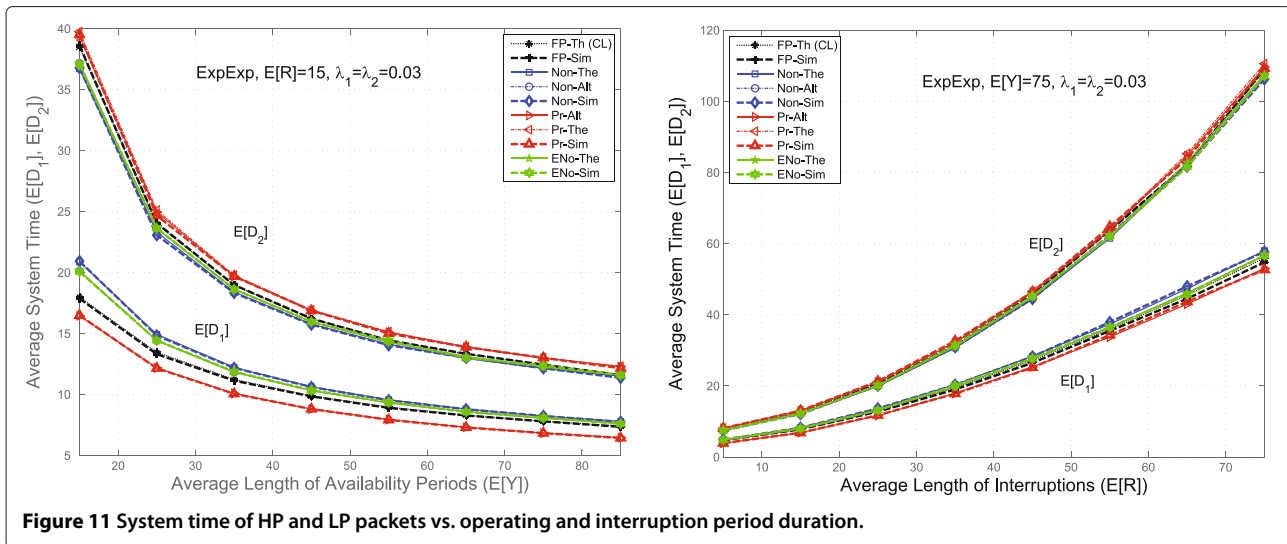 Average System Time (E[D₁], E[D₂])
40
35
30
25
20
15
10
5
ExpExp, E[R]=15, λ₁=λ₂=0.03
FP-Th (CL)
FP-Sim
Non-The
Non-Alt
Non-Sim
Pr-Alt
Pr-The
Pr-Sim
ENo-The
ENo-Sim
E[D₂]
E[D₁]
20 30 40 50 60 70 80
Average Length of Availability Periods (E[Y])
Average System Time (E[D₁], E[D₂])
120
100
80
60
40
20
0
FP-Th (CL)
FP-Sim
Non-The
Non-Alt
Non-Sim
Pr-Alt
Pr-The
Pr-Sim
ENo-The
ENo-Sim
ExpExp, E[Y]=75, λ₁=λ₂=0.03
E[D₂]
E[D₁]
10 20 30 40 50 60 70
Average Length of Interruptions (E[R])
Figure 11 System time of HP and LP packets vs. operating and interruption period duration.